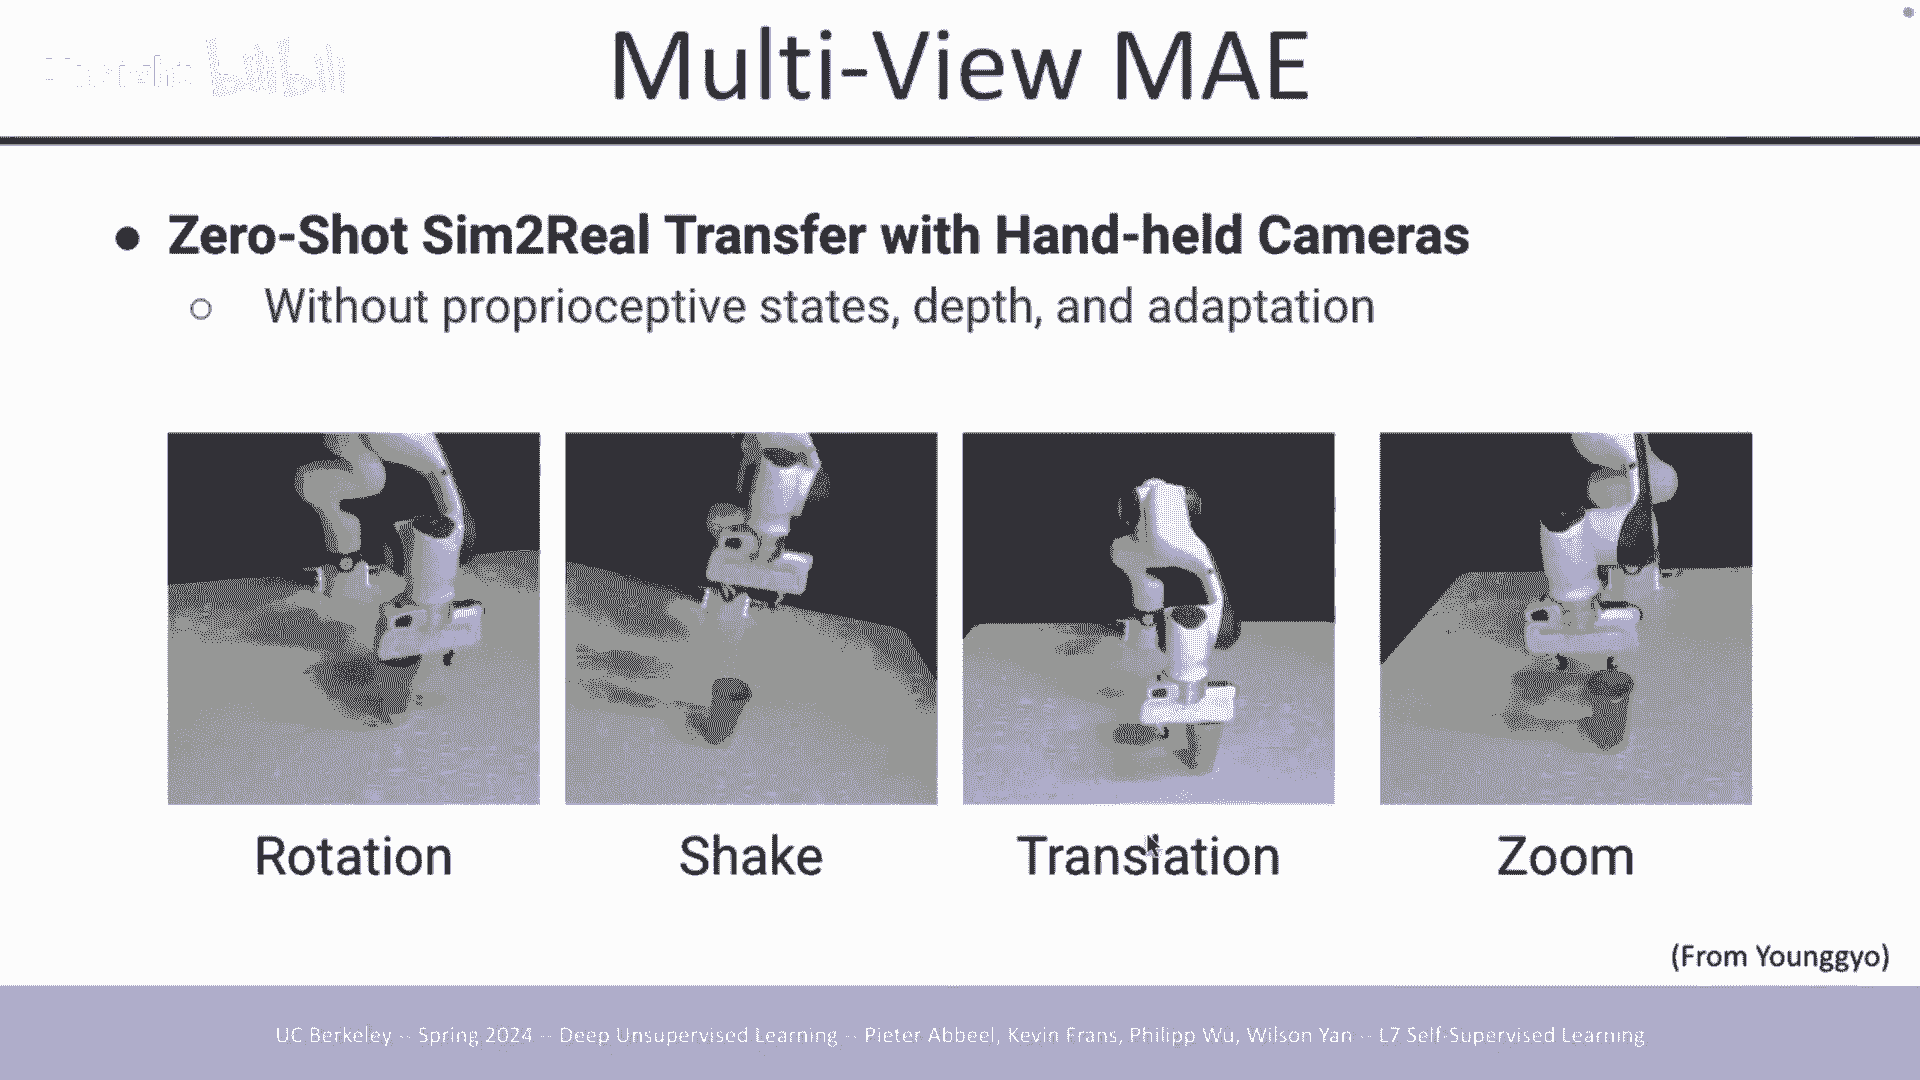 Multi-View MAE
● Zero-Shot Sim2Real Transfer with Hand-held Cameras
○ Without proprioceptive states, depth, and adaptation
Rotation
Shake
Translation
Zoom
(From Younggyo)
UC Berkeley -- Spring 2024 -- Deep Unsupervised Learning -- Pieter Abbeel, Kevin Frans, Philipp Wu, Wilson Yan -- L7 Self-Supervised Learning